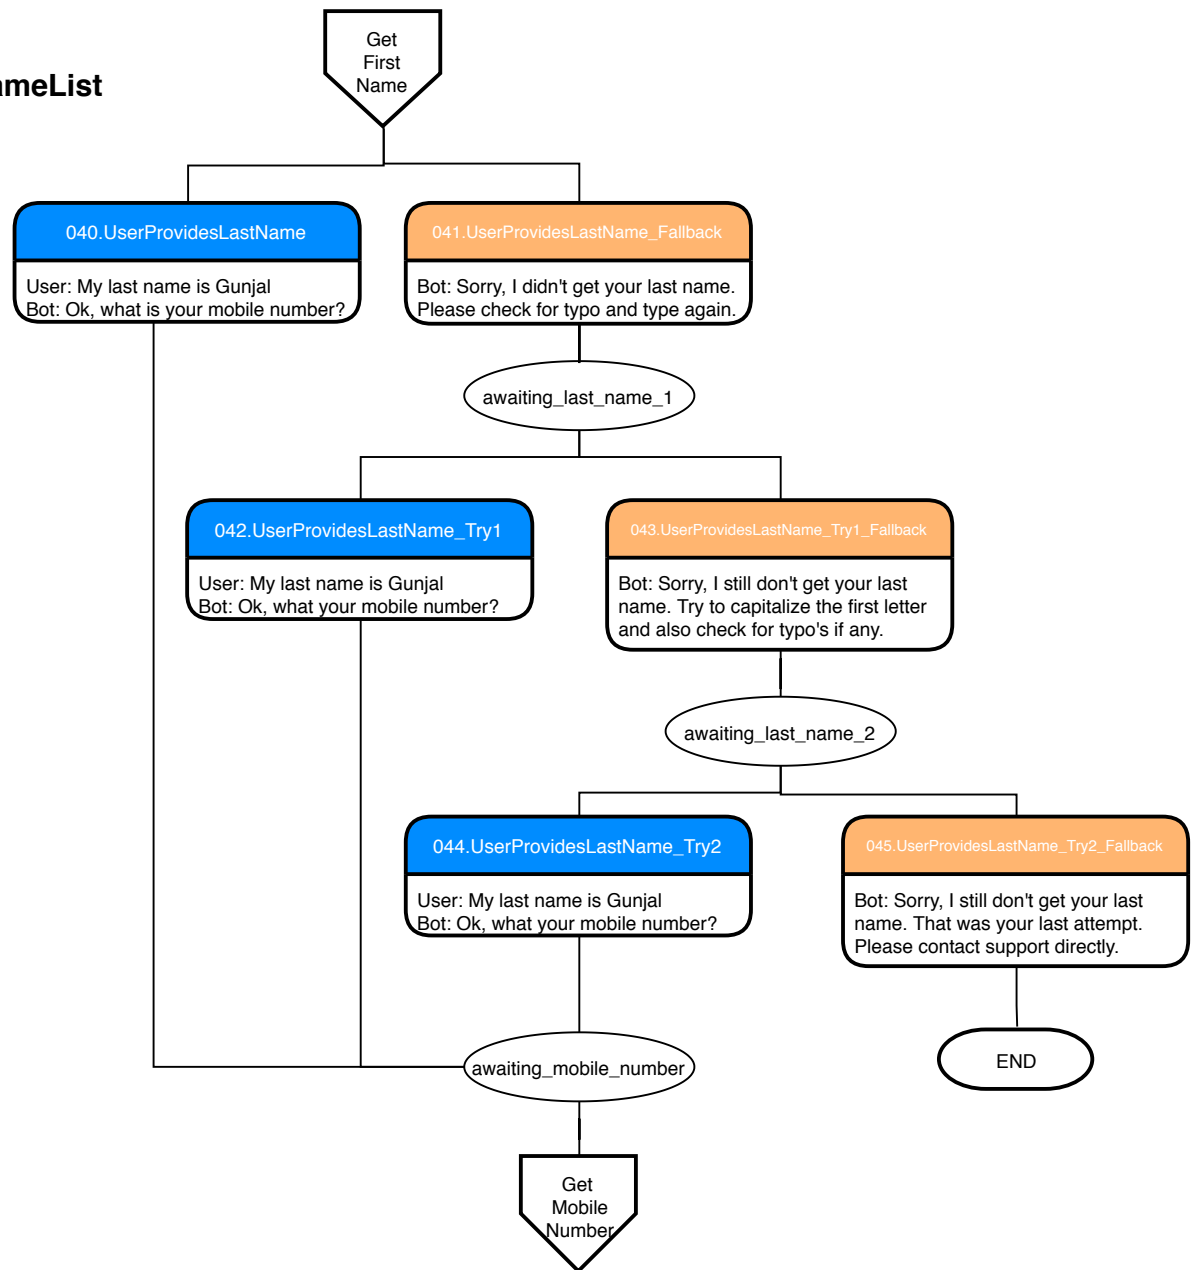 Get
First
Name
ameList
040.UserProvidesLastName
User: My last name is Gunjal
Bot: Ok, what is your mobile number?
041.UserProvidesLastName_Fallback
Bot: Sorry, I didn't get your last name.
Please check for typo and type again.
awaiting_last_name_1
042.UserProvidesLastName_Try1
User: My last name is Gunjal
Bot: Ok, what your mobile number?
043.UserProvidesLastName_Try1_Fallback
Bot: Sorry, I still don't get your last
name. Try to capitalize the first letter
and also check for typo's if any.
awaiting_last_name_2
044.UserProvidesLastName_Try2
User: My last name is Gunjal
Bot: Ok, what your mobile number?
045.UserProvidesLastName_Try2_Fallback
Bot: Sorry, I still don't get your last
name. That was your last attempt.
Please contact support directly.
awaiting_mobile_number
END
Get
Mobile
Number